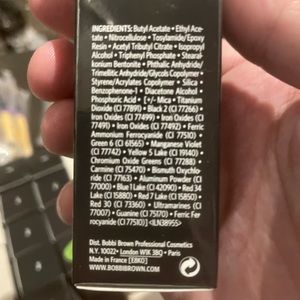 INGREDIENTS: Butyl Acetate • Ethyl Ace-
tate • Nitrocellulose • Tosylamide/Epoxy
Resin • Acetyl Tributyl Citrate • Isopropyl
Alcohol • Triphenyl Phosphate • Stearal-
konium Bentonite • Phthalic Anhydride/
Trimellitic Anhydride/Glycols Copolymer •
Styrene/Acrylates Copolymer • Silica •
Benzophenone-1 • Diacetone Alcohol •
Phosphoric Acid • [+/- Mica • Titanium
Dioxide (CI 77891) • Black 2 (CI 77266)
• Iron Oxides (CI 77499) • Iron Oxides (CI
77491) • Iron Oxides (CI 77492) • Ferric
Ammonium Ferrocyanide (CI 77510) •
Green 6 (CI 61565) • Manganese Violet
(CI 77742) • Yellow 5 Lake (CI 19140) •
Chromium Oxide Greens (CI 77288) •
Carmine (CI 75470) • Bismuth Oxychlo-
ride (CI 77163) • Aluminum Powder (CI
77000) • Blue 1 Lake (CI 42090) • Red 34
Lake (CI 15880) • Red 7 Lake (CI 15850)
Red 30 (CI 73360) • Ultramarines (CI
77007) • Guanine (CI 75170) • Ferric Fer
rocyanide (CI 77510)] <ILN38955>
Dist. Bobbi Brown Professional Cosmetics
N.Y. 10022 • London W1K 3BQ • Paris
Made in France [E8KO]
WWW.BOBBIBROWN.COM